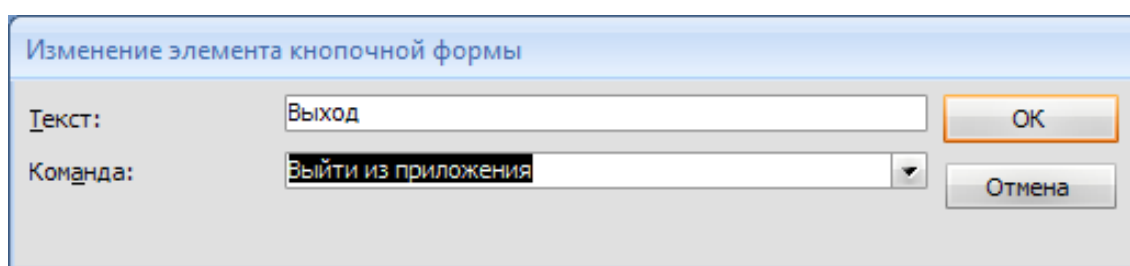 Изменение элемента кнопочной формы
Текст: Выход OK
Команда: Выйти из приложения Отмена